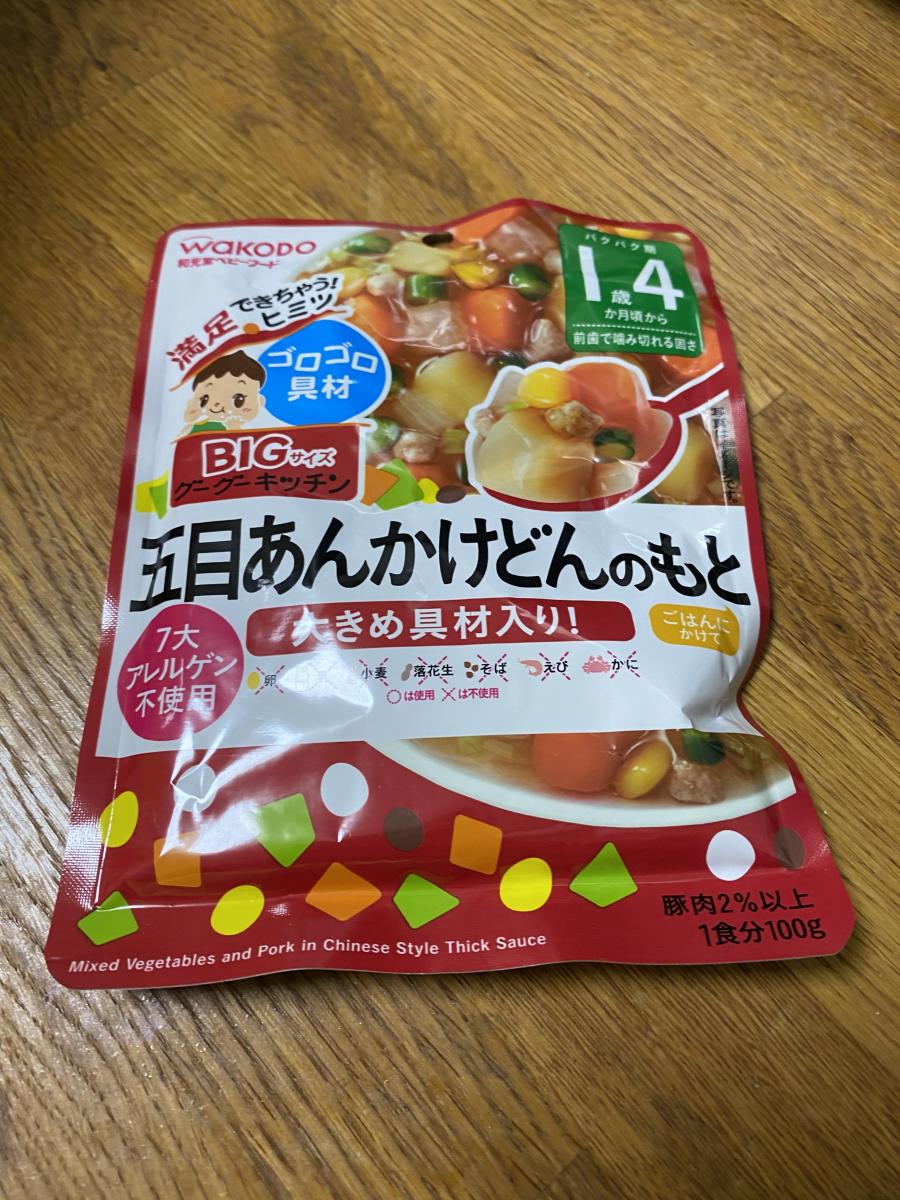 wakodo
和光堂ベビーフード
満足できちゃう!
ヒミツ
ゴロゴロ
具材
BIGサイズ
グーグーキッチン
パクパク期
1歳4
か月頃から
前歯で噛み切れる固さ
五目あんかけどんのもと
大きめ具材入り!
ごはんに
かけて
7大
アレルゲン
不使用
卵 小麦 落花生 そば えび かに
は使用 は不使用
豚肉2%以上
1食分100g
Mixed Vegetables and Pork in Chinese Style Thick Sauce